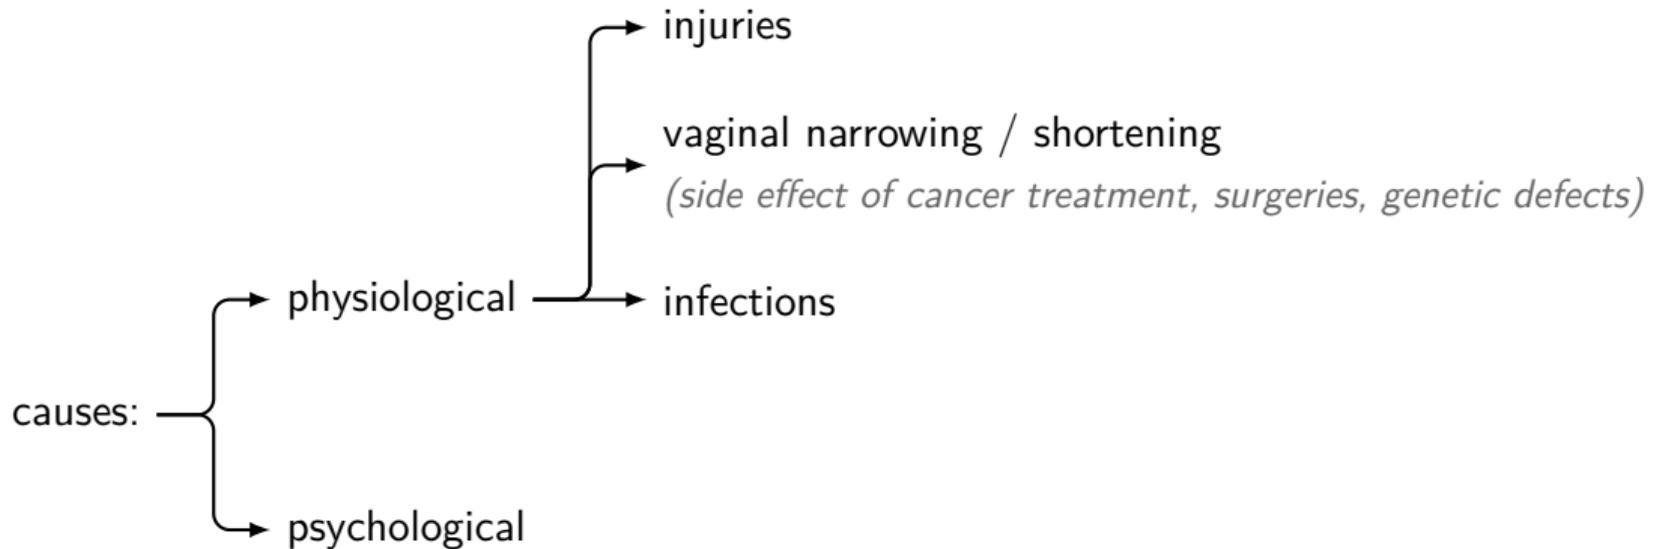 injuries
vaginal narrowing / shortening
(side effect of cancer treatment, surgeries, genetic defects)
physiological
infections
causes:
psychological